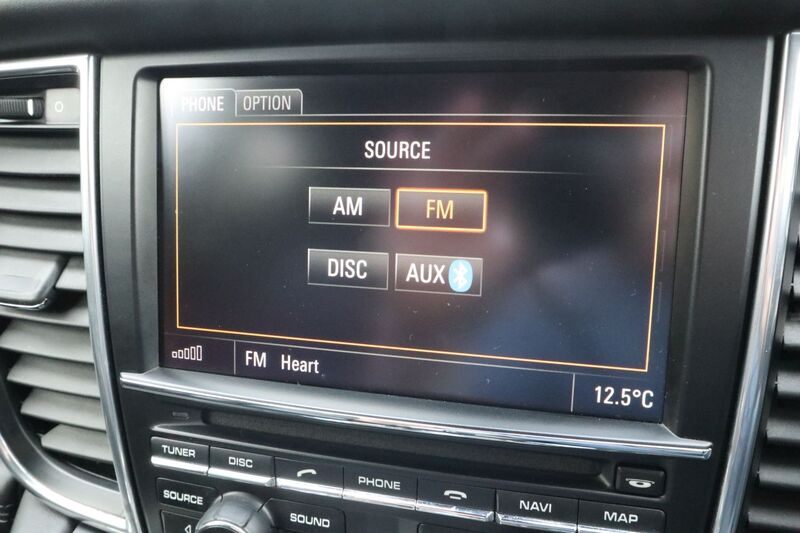 PHONE OPTION
SOURCE
AM FM
DISC AUX
FM Heart
12.5°C
TUNER DISC PHONE NAVI MAP
SOURCE SOUND